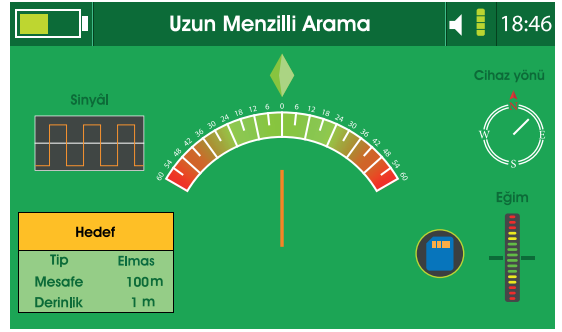 Uzun Menzilli Arama
18:46
Sinyâl
Cihaz yönü
N
W
E
S
60 54 48 42 36 30 24 18 12 6 0 6 12 18 24 30 36 42 48 54 60
Eğim
Hedef
Tip Elmas
Mesafe 100m
Derinlik 1 m